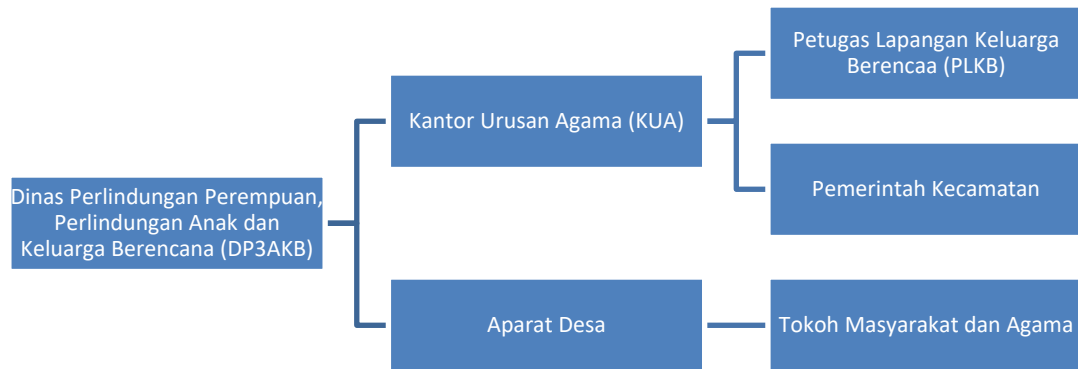 Dinas Perlindungan Perempuan,
Perlindungan Anak dan
Keluarga Berencana (DP3AKB)
Kantor Urusan Agama (KUA)
Petugas Lapangan Keluarga
Berencaa (PLKB)
Pemerintah Kecamatan
Aparat Desa
Tokoh Masyarakat dan Agama